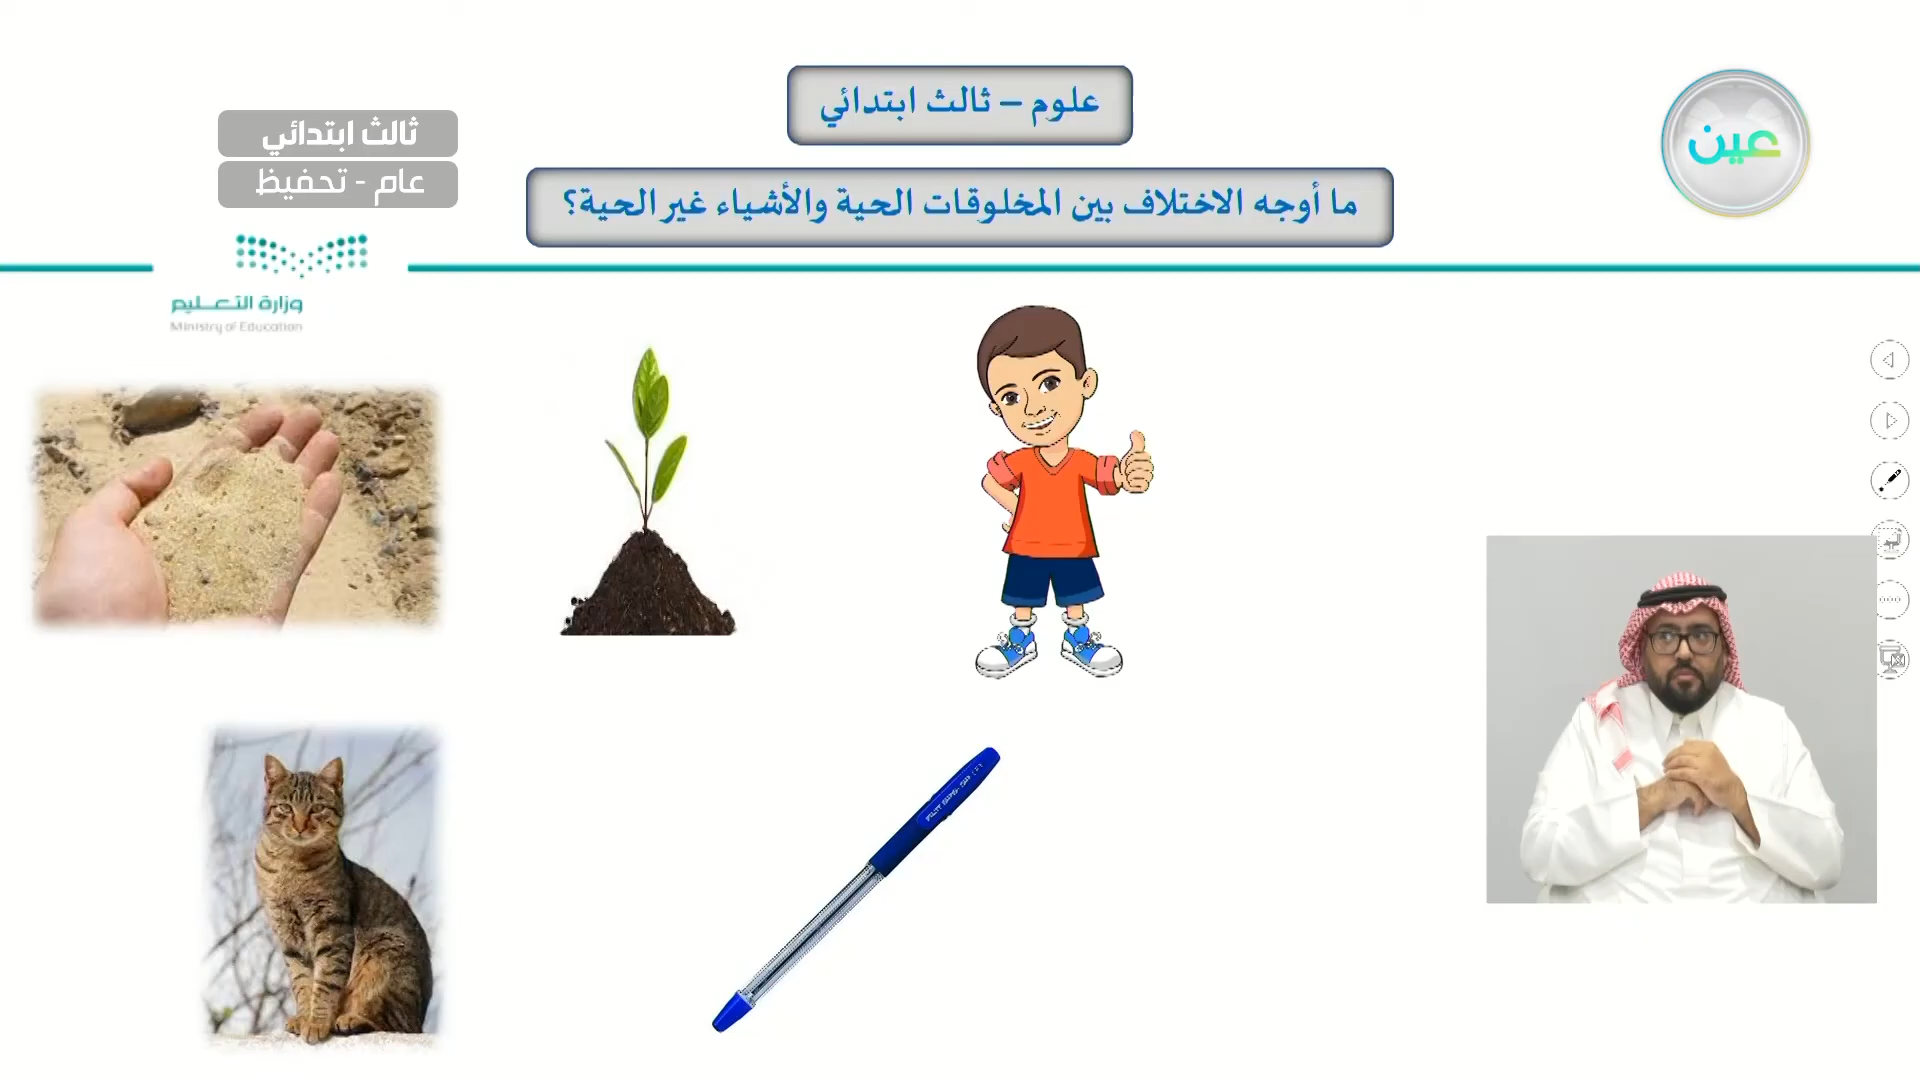 علوم – ثالث ابتدائي
ما أوجه الاختلاف بين المخلوقات الحية والأشياء غير الحية؟
عين
ثالث ابتدائي
عام - تحفيظ
وزارة التعليم
Ministry of Education